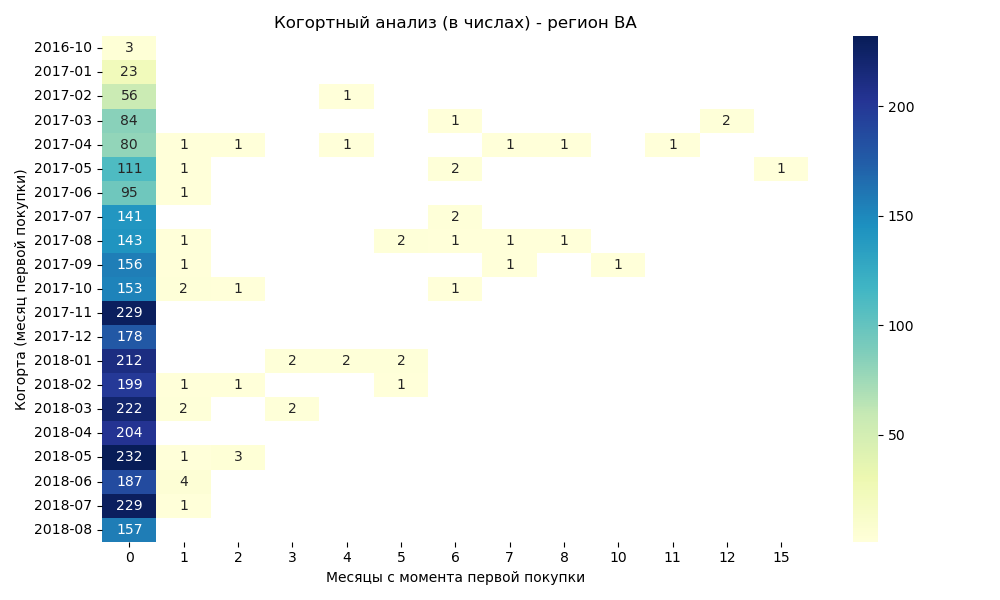 Когортный анализ (в числах) - регион BA
Когорта (месяц первой покупки)
2016-10 3
2017-01 23
2017-02 56 1
2017-03 84 1 2
2017-04 80 1 1 1 1 1 1
2017-05 111 1 2 1
2017-06 95 1
2017-07 141 2
2017-08 143 1 2 1 1 1
2017-09 156 1 1 1
2017-10 153 2 1 1
2017-11 229
2017-12 178
2018-01 212 2 2 2
2018-02 199 1 1 1
2018-03 222 2 2
2018-04 204
2018-05 232 1 3
2018-06 187 4
2018-07 229 1
2018-08 157
0 1 2 3 4 5 6 7 8 10 11 12 15
Месяцы с момента первой покупки
200
150
100
50